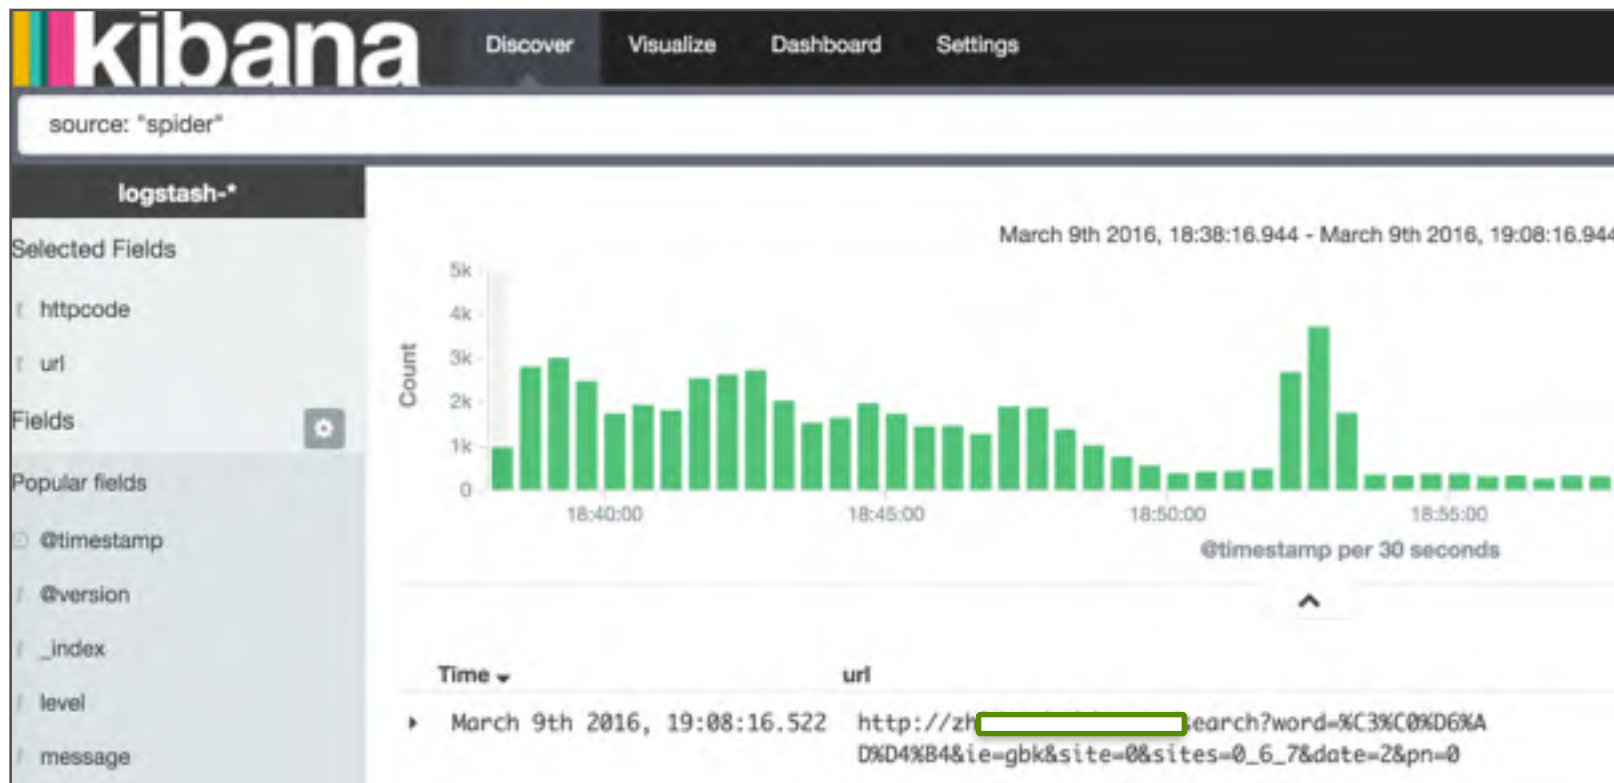 kibana
Discover Visualize Dashboard Settings
source: "spider"
logstash-*
Selected Fields
httpcode
url
Fields
Popular fields
@timestamp
@version
_index
level
message
March 9th 2016, 18:38:16.944 - March 9th 2016, 19:08:16.944
Count
5k
4k
3k
2k
1k
0
18:40:00 18:45:00 18:50:00 18:55:00
@timestamp per 30 seconds
Time url
March 9th 2016, 19:08:16.522 http://zh earch?word=%C3%C0%D6%A
D%D4%B4&ie=gbk&site=0&sites=0_6_7&date=2&pn=0